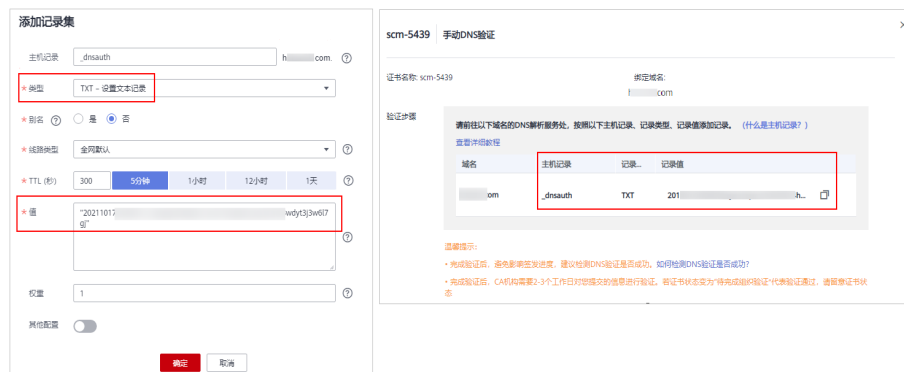 添加记录集
主机记录 _dnsauth h com.
* 类型 TXT – 设置文本记录
* 别名 是 否
* 线路类型 全网默认
* TTL (秒) 300 5分钟 1小时 12小时 1天
* 值 "20211017 wdyt3j3w6l7
gj"
权重 1
其他配置
确定 取消
scm-5439 手动DNS验证
证书名称: scm-5439 绑定域名:
h com
验证步骤 请前往以下域名的DNS解析服务处，按照以下主机记录、记录类型、记录值添加记录。 (什么是主机记录？)
查看详细教程
域名 主机记录 记录... 记录值
om _dnsauth TXT 201 h...
温馨提示:
• 完成验证后，避免影响签发进度，建议检测DNS验证是否成功。如何检测DNS验证是否成功?
• 完成验证后，CA机构需要2-3个工作日对您提交的信息进行验证。若证书状态变为"待完成组织验证"代表验证通过，请留意证书状
态